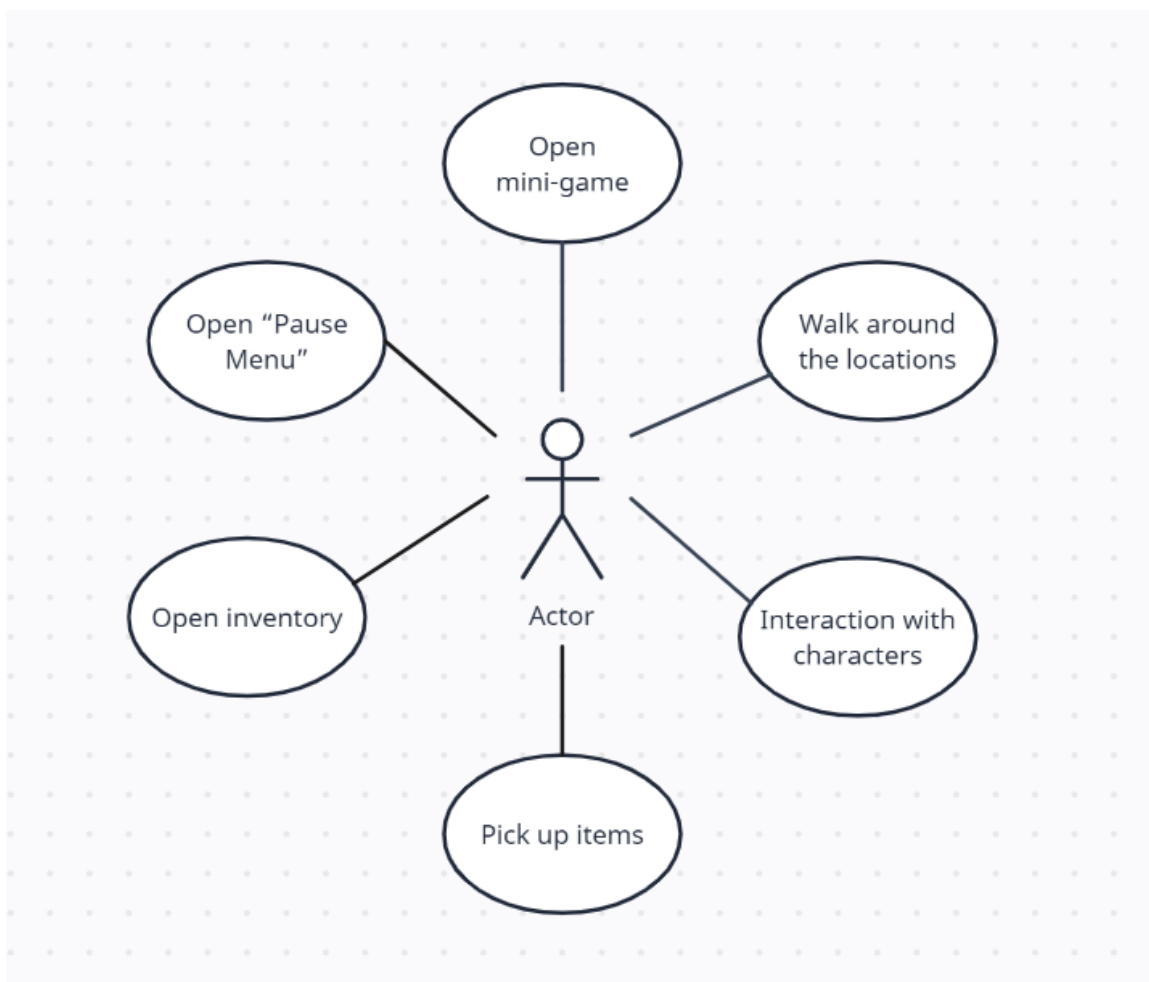 Open
mini-game
Open “Pause
Menu”
Walk around
the locations
Open inventory
Actor
Interaction with
characters
Pick up items